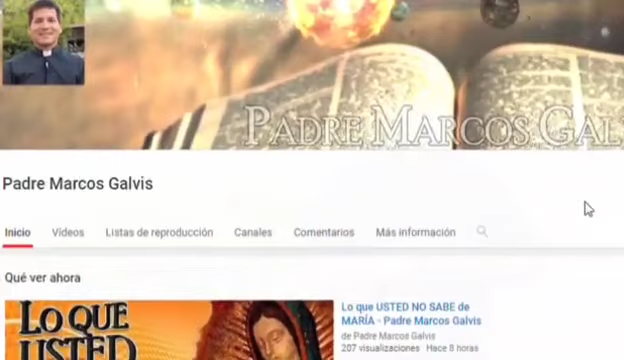 PADRE MARCOS GAL
Padre Marcos Galvis
Inicio Vídeos Listas de reproducción Canales Comentarios Más información
Qué ver ahora
LO QUE
USTED
Lo que USTED NO SABE de
MARÍA - Padre Marcos Galvis
de Padre Marcos Galvis
207 visualizaciones Hace 8 horas